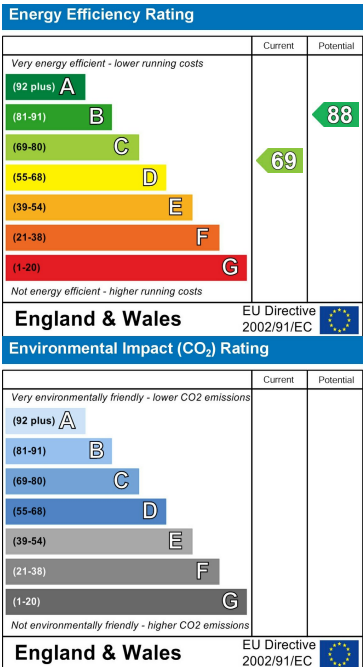 Energy Efficiency Rating
Current Potential
Very energy efficient - lower running costs
(92 plus) A
(81-91) B
88
(69-80) C
69
(55-68) D
(39-54) E
(21-38) F
(1-20) G
Not energy efficient - higher running costs
England & Wales
EU Directive
2002/91/EC
Environmental Impact (CO₂) Rating
Current Potential
Very environmentally friendly - lower CO2 emissions
(92 plus) A
(81-91) B
(69-80) C
(55-68) D
(39-54) E
(21-38) F
(1-20) G
Not environmentally friendly - higher CO2 emissions
England & Wales
EU Directive
2002/91/EC